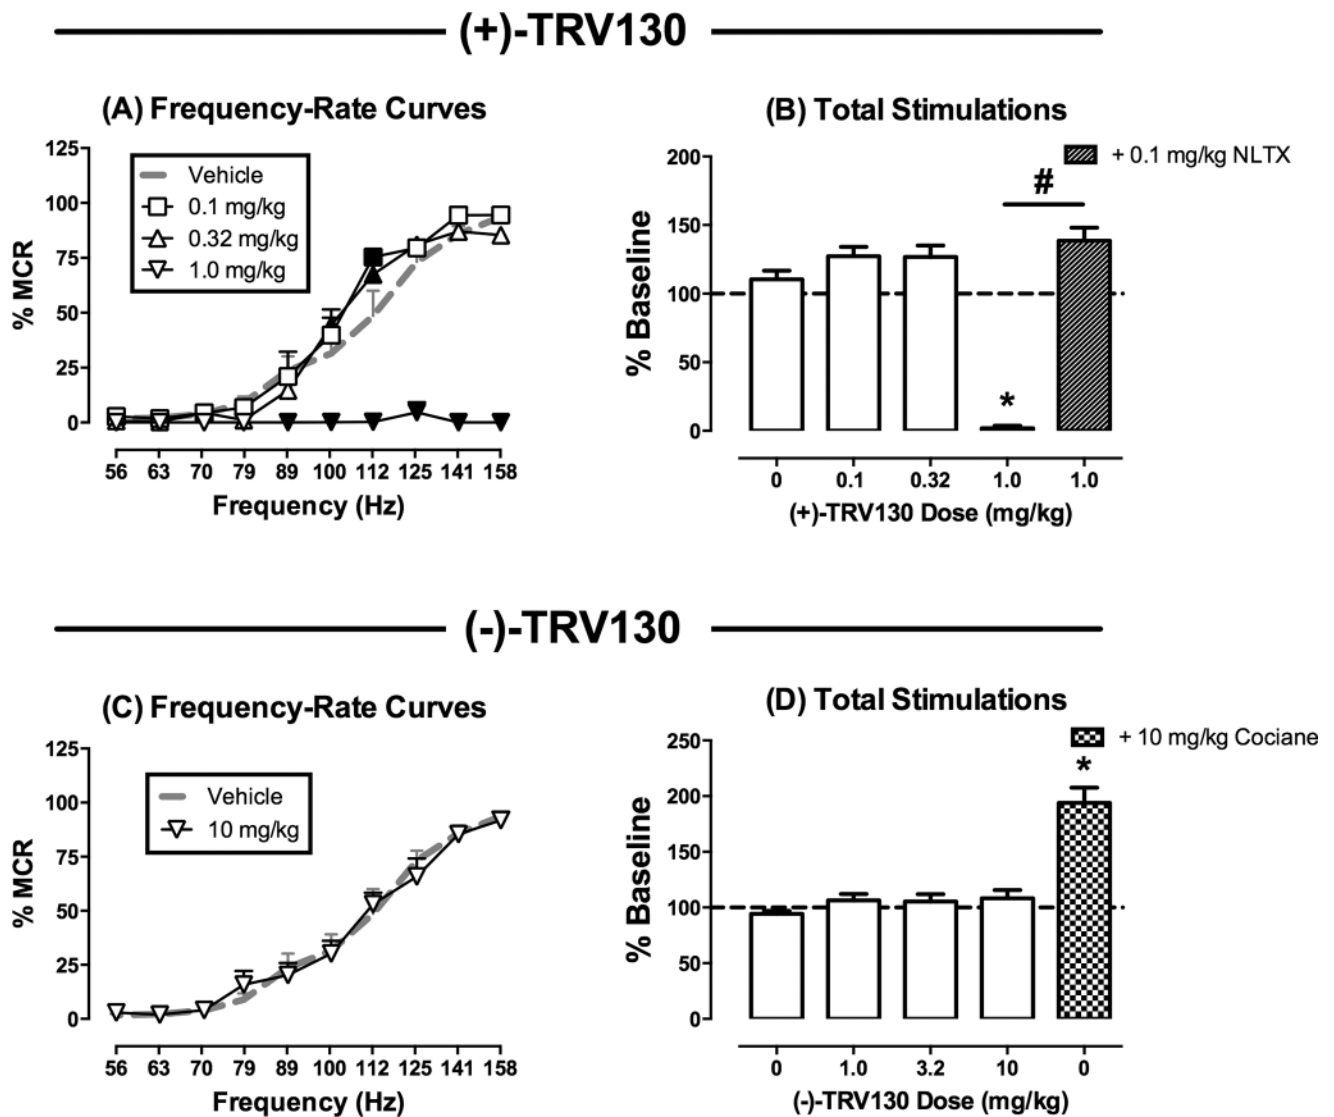 (+)-TRV130
(A) Frequency-Rate Curves
125
100
75
50
25
0
% MCR
Vehicle
0.1 mg/kg
0.32 mg/kg
1.0 mg/kg
56 63 70 79 89 100 112 125 141 158
Frequency (Hz)
(B) Total Stimulations
+ 0.1 mg/kg NLTX
200
150
100
50
0
% Baseline
#
*
0 0.1 0.32 1.0 1.0
(+)-TRV130 Dose (mg/kg)
(-)-TRV130
(C) Frequency-Rate Curves
125
100
75
50
25
0
% MCR
Vehicle
10 mg/kg
56 63 70 79 89 100 112 125 141 158
Frequency (Hz)
(D) Total Stimulations
+ 10 mg/kg Cociane
250
200
150
100
50
0
% Baseline
*
0 1.0 3.2 10 0
(-)-TRV130 Dose (mg/kg)